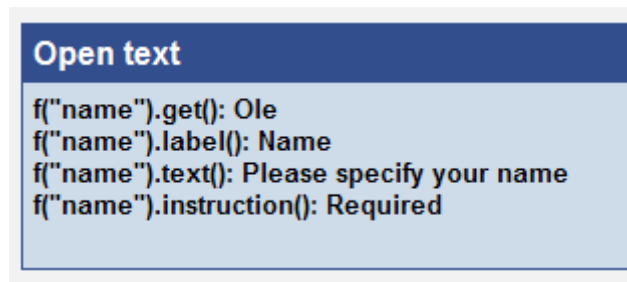 Open text
f("name").get(): Ole
f("name").label(): Name
f("name").text(): Please specify your name
f("name").instruction(): Required